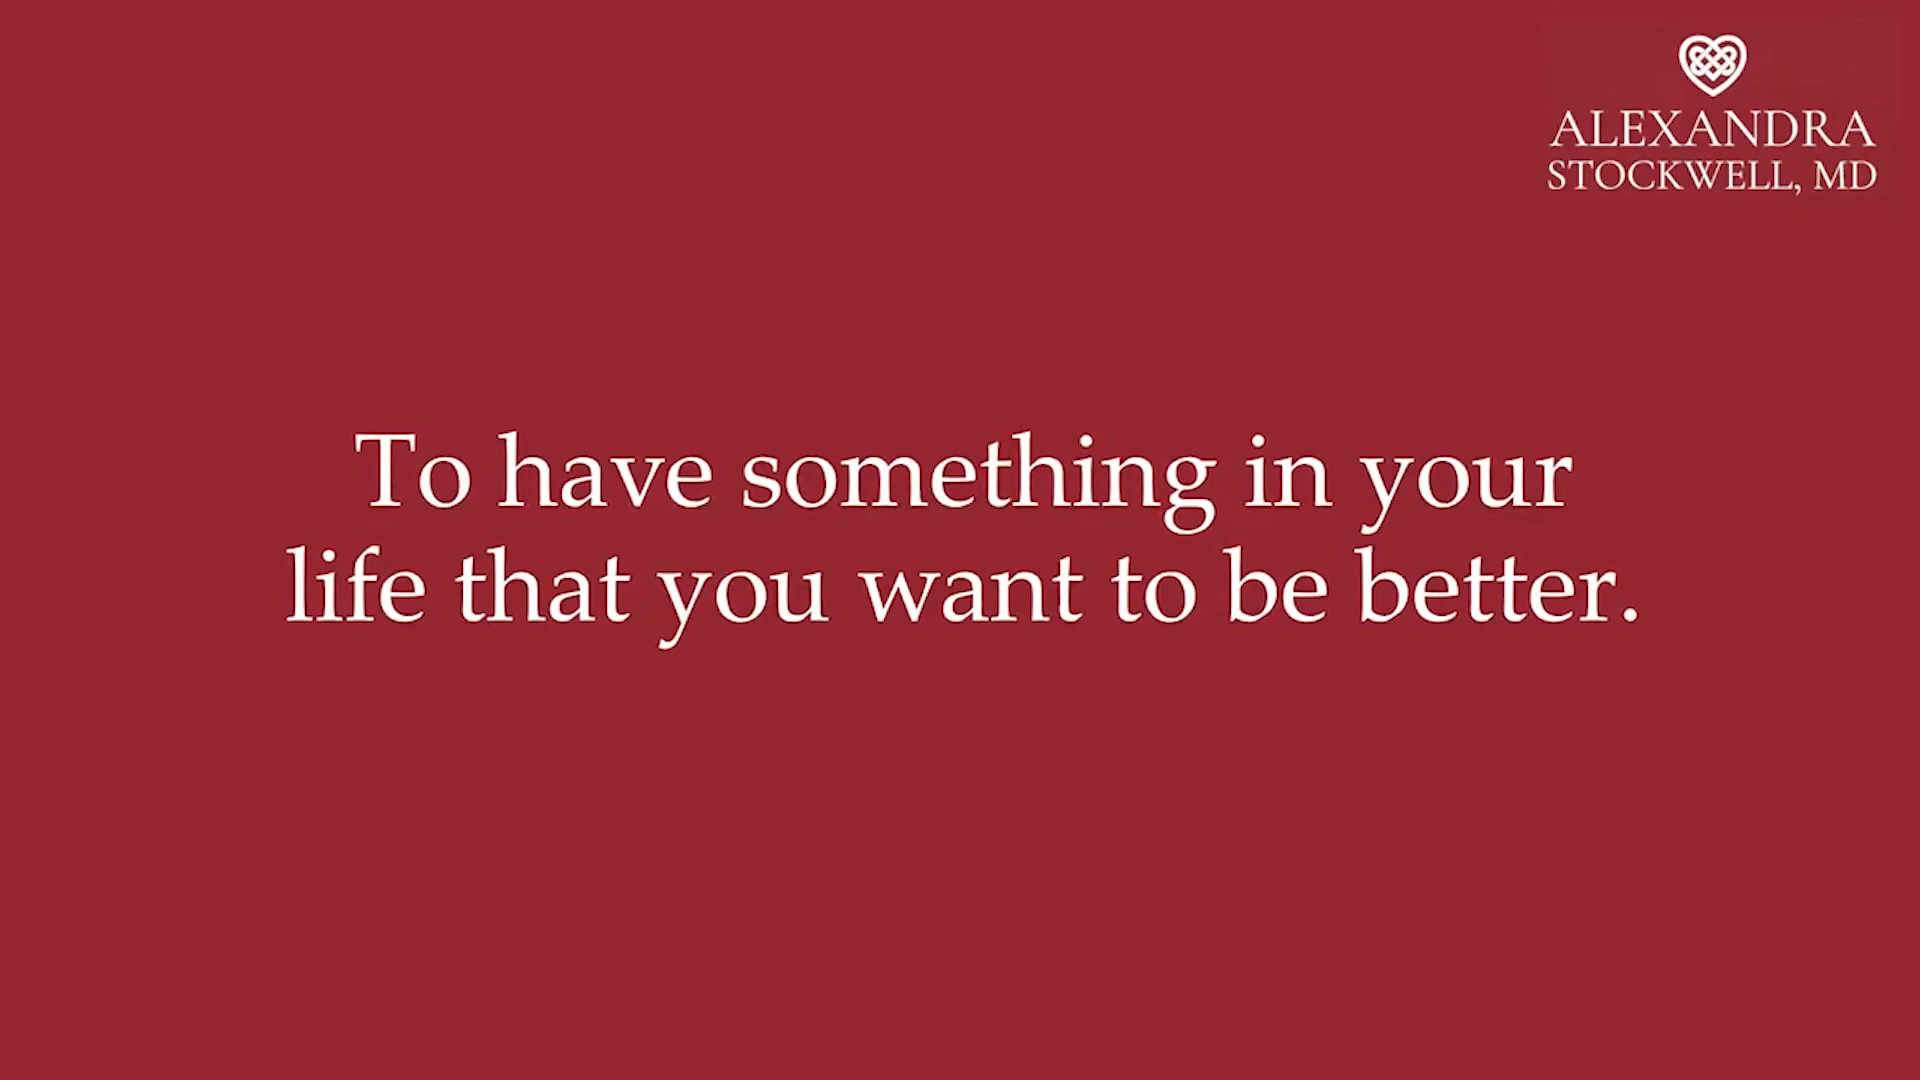 ALEXANDRA
STOCKWELL, MD
To have something in your
life that you want to be better.